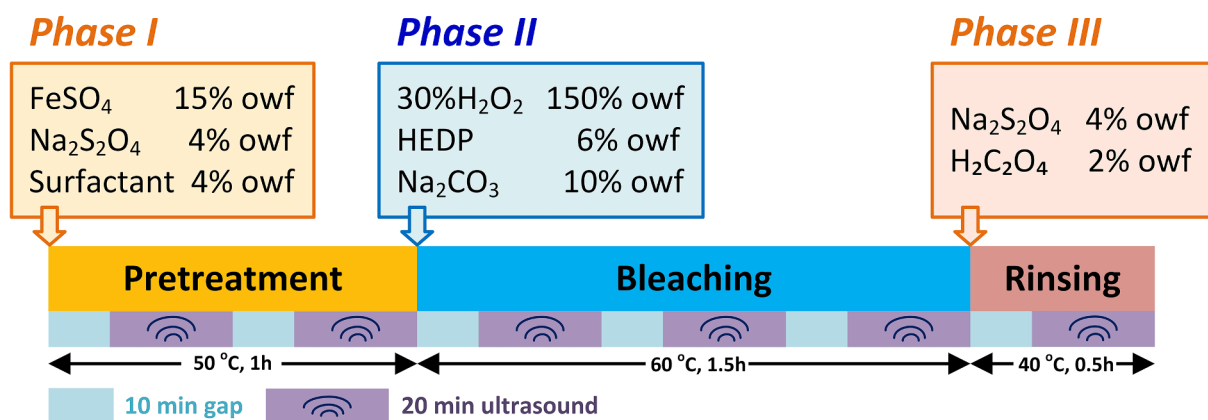 Phase I
Phase II
Phase III
FeSO₄ 15% owf
Na₂S₂O₄ 4% owf
Surfactant 4% owf
30%H₂O₂ 150% owf
HEDP 6% owf
Na₂CO₃ 10% owf
Na₂S₂O₄ 4% owf
H₂C₂O₄ 2% owf
Pretreatment
Bleaching
Rinsing
50 °C, 1h
60 °C, 1.5h
40 °C, 0.5h
10 min gap
20 min ultrasound